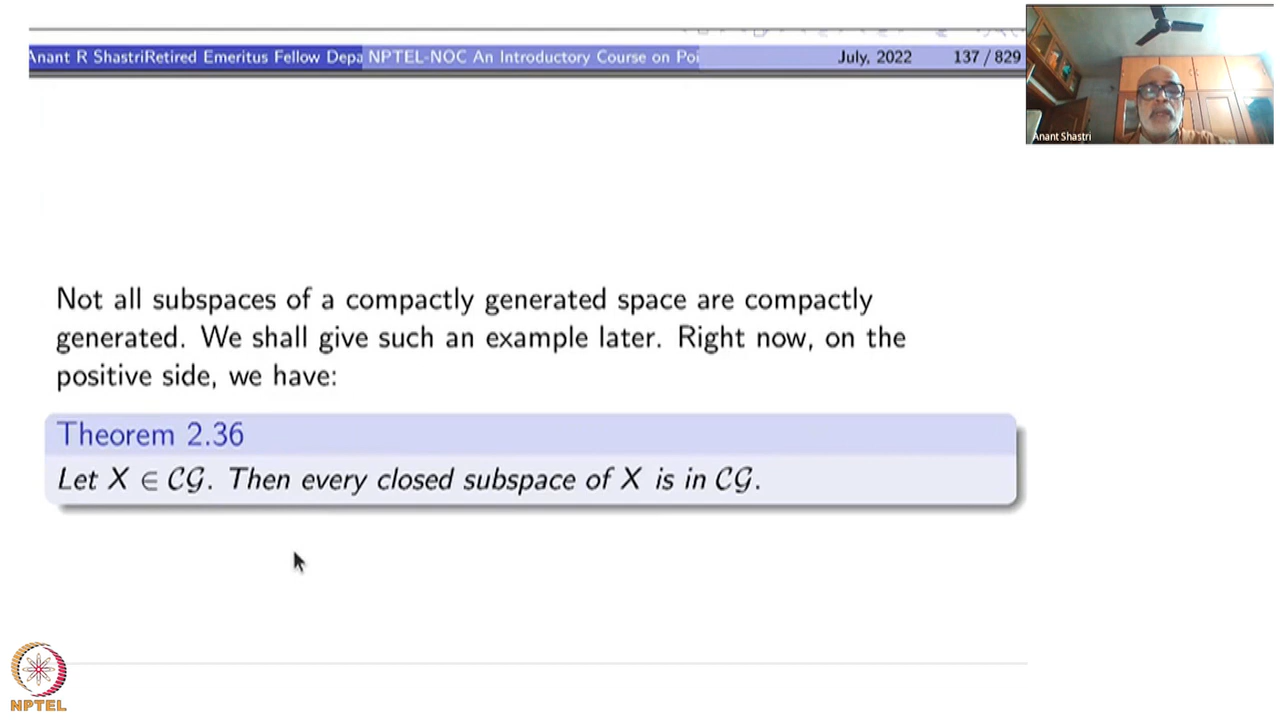 Anant R ShastriRetired Emeritus Fellow Depa NPTEL-NOC An Introductory Course on Poi July, 2022 137 / 829
Anant Shastri
Not all subspaces of a compactly generated space are compactly
generated. We shall give such an example later. Right now, on the
positive side, we have:
Theorem 2.36
Let X ∈ 𝒞𝒢. Then every closed subspace of X is in 𝒞𝒢.
NPTEL